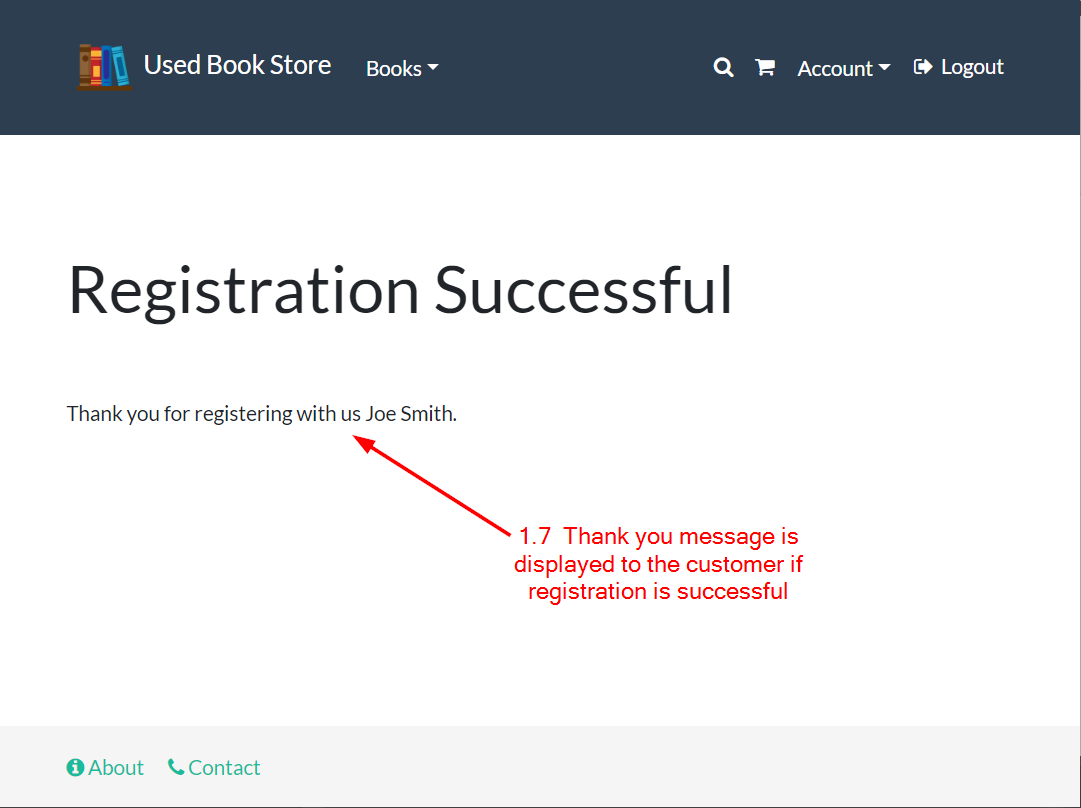 Used Book Store Books Account Logout
Registration Successful
Thank you for registering with us Joe Smith.
1.7 Thank you message is
displayed to the customer if
registration is successful
About Contact